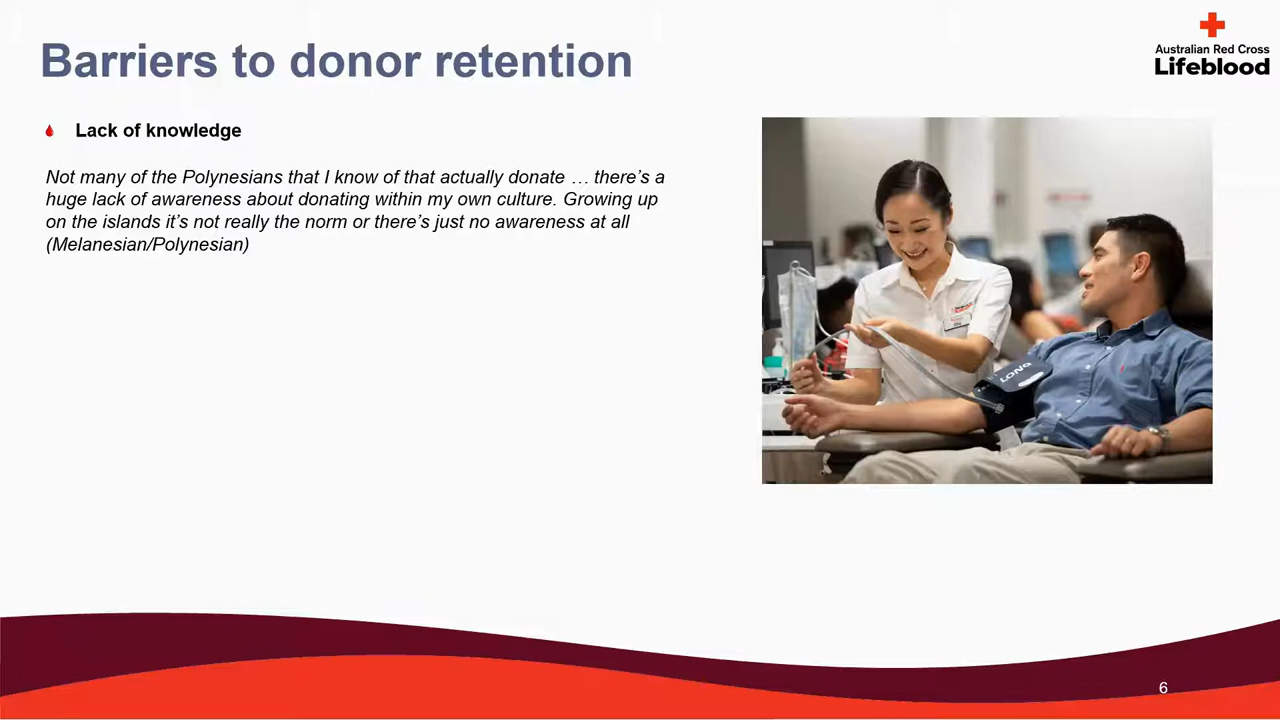 Barriers to donor retention
Australian Red Cross
Lifeblood
Lack of knowledge
Not many of the Polynesians that I know of that actually donate … there’s a
huge lack of awareness about donating within my own culture. Growing up
on the islands it’s not really the norm or there’s just no awareness at all
(Melanesian/Polynesian)
LONG
6